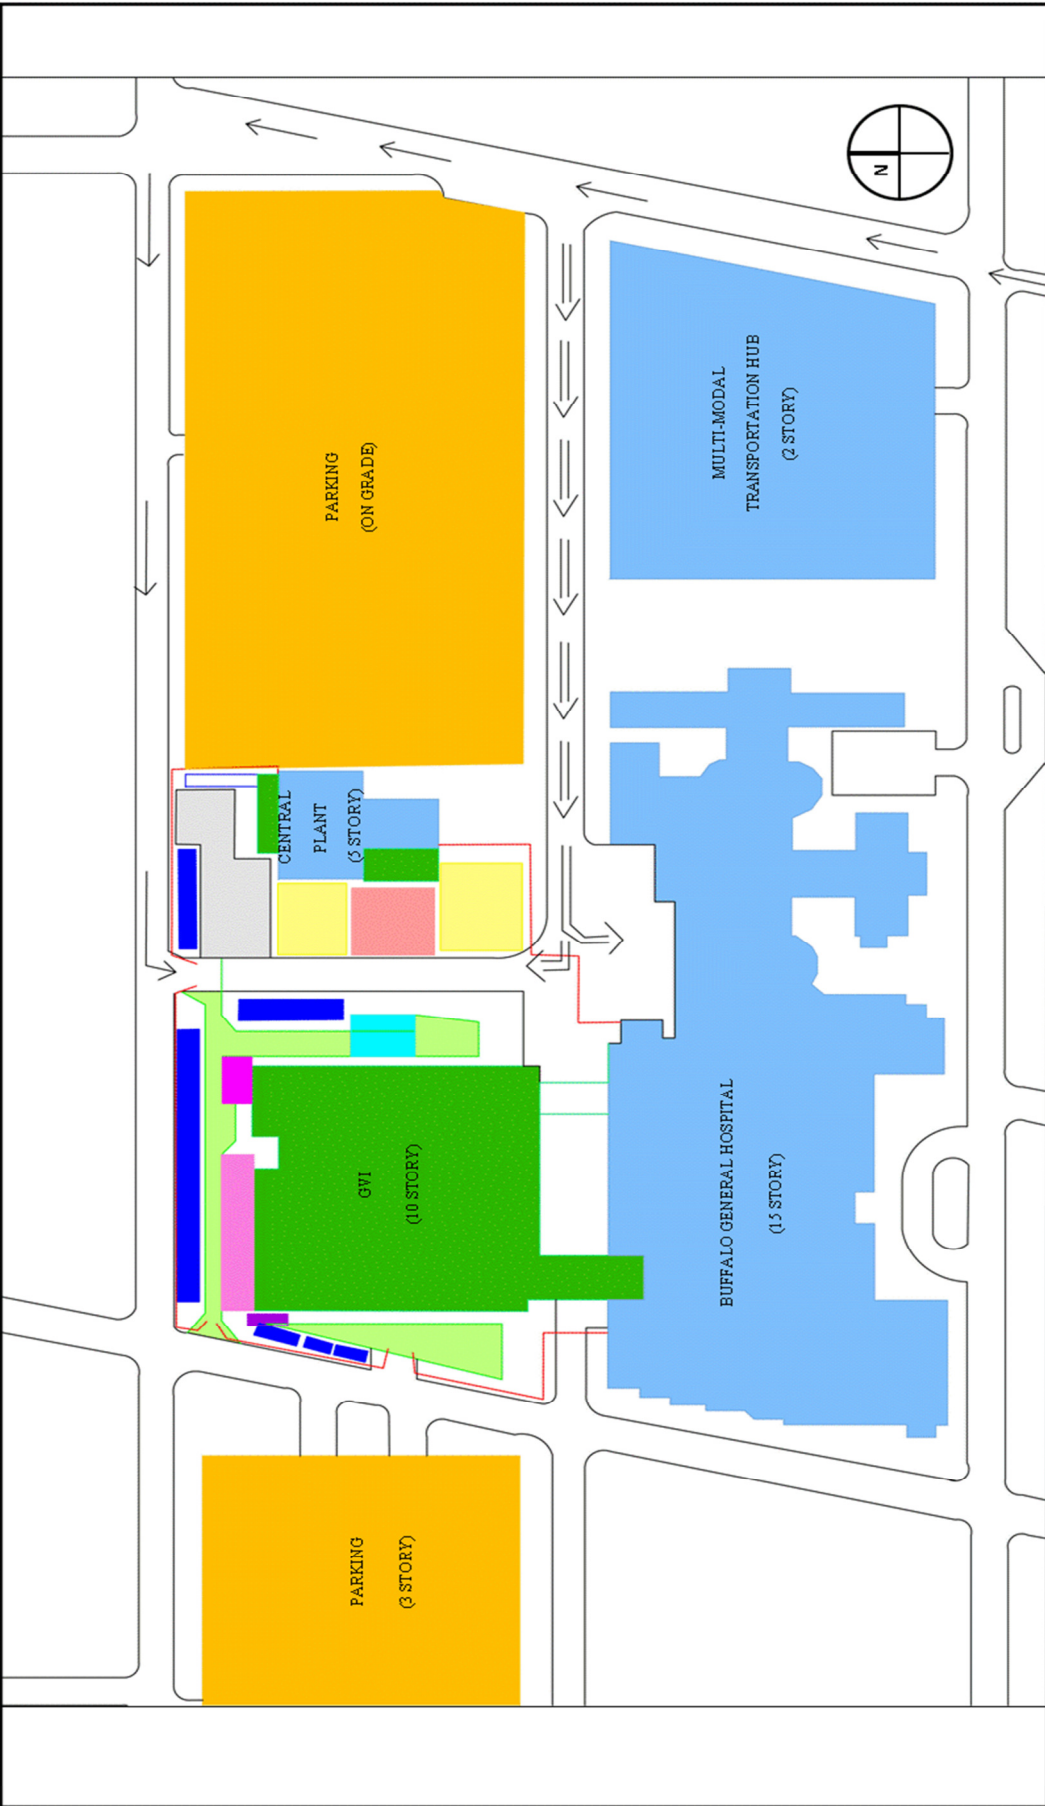 N
MULTI-MODAL
TRANSPORTATION HUB
(2 STORY)
PARKING
(ON GRADE)
CENTRAL
PLANT
(5 STORY)
GVI
(10 STORY)
BUFFALO GENERAL HOSPITAL
(15 STORY)
PARKING
(3 STORY)